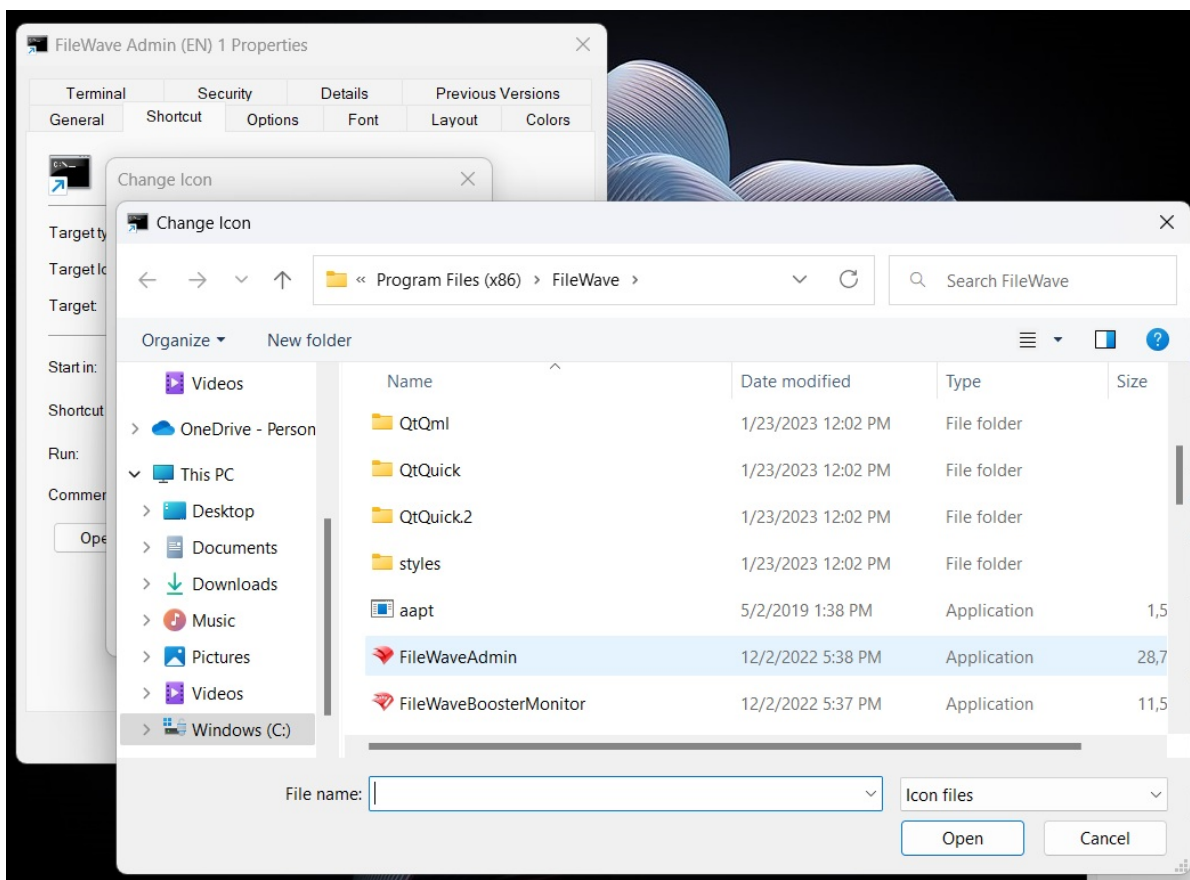 FileWave Admin (EN) 1 Properties
Terminal Security Details Previous Versions
General Shortcut Options Font Layout Colors
Change Icon
Change Icon
Target ty
Target lo
Target:
Start in:
Shortcut
Run:
Commen
Ope
« Program Files (x86) > FileWave >
Search FileWave
Organize New folder
Videos
OneDrive - Person
This PC
Desktop
Documents
Downloads
Music
Pictures
Videos
Windows (C:)
Name Date modified Type Size
QtQml 1/23/2023 12:02 PM File folder
QtQuick 1/23/2023 12:02 PM File folder
QtQuick.2 1/23/2023 12:02 PM File folder
styles 1/23/2023 12:02 PM File folder
aapt 5/2/2019 1:38 PM Application 1,5
FileWaveAdmin 12/2/2022 5:38 PM Application 28,7
FileWaveBoosterMonitor 12/2/2022 5:37 PM Application 11,5
File name: Icon files
Open Cancel